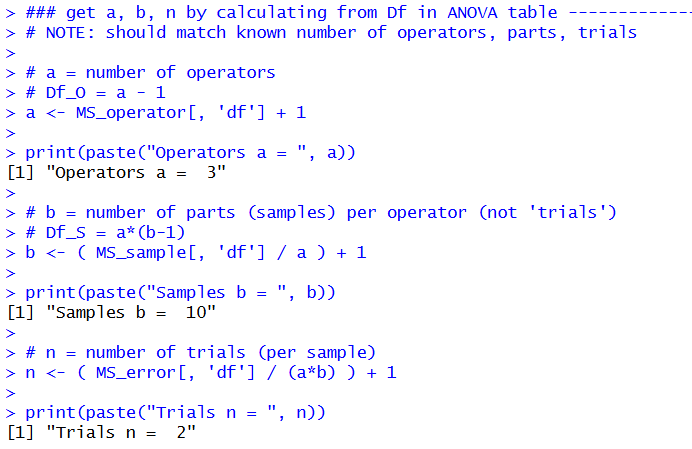 > ### get a, b, n by calculating from Df in ANOVA table -------------
> # NOTE: should match known number of operators, parts, trials
>
> # a = number of operators
> # Df_O = a - 1
> a <- MS_operator[, 'df'] + 1
>
> print(paste("Operators a = ", a))
[1] "Operators a =  3"
>
> # b = number of parts (samples) per operator (not 'trials')
> # Df_S = a*(b-1)
> b <- ( MS_sample[, 'df'] / a ) + 1
>
> print(paste("Samples b = ", b))
[1] "Samples b =  10"
>
> # n = number of trials (per sample)
> n <- ( MS_error[, 'df'] / (a*b) ) + 1
>
> print(paste("Trials n = ", n))
[1] "Trials n =  2"